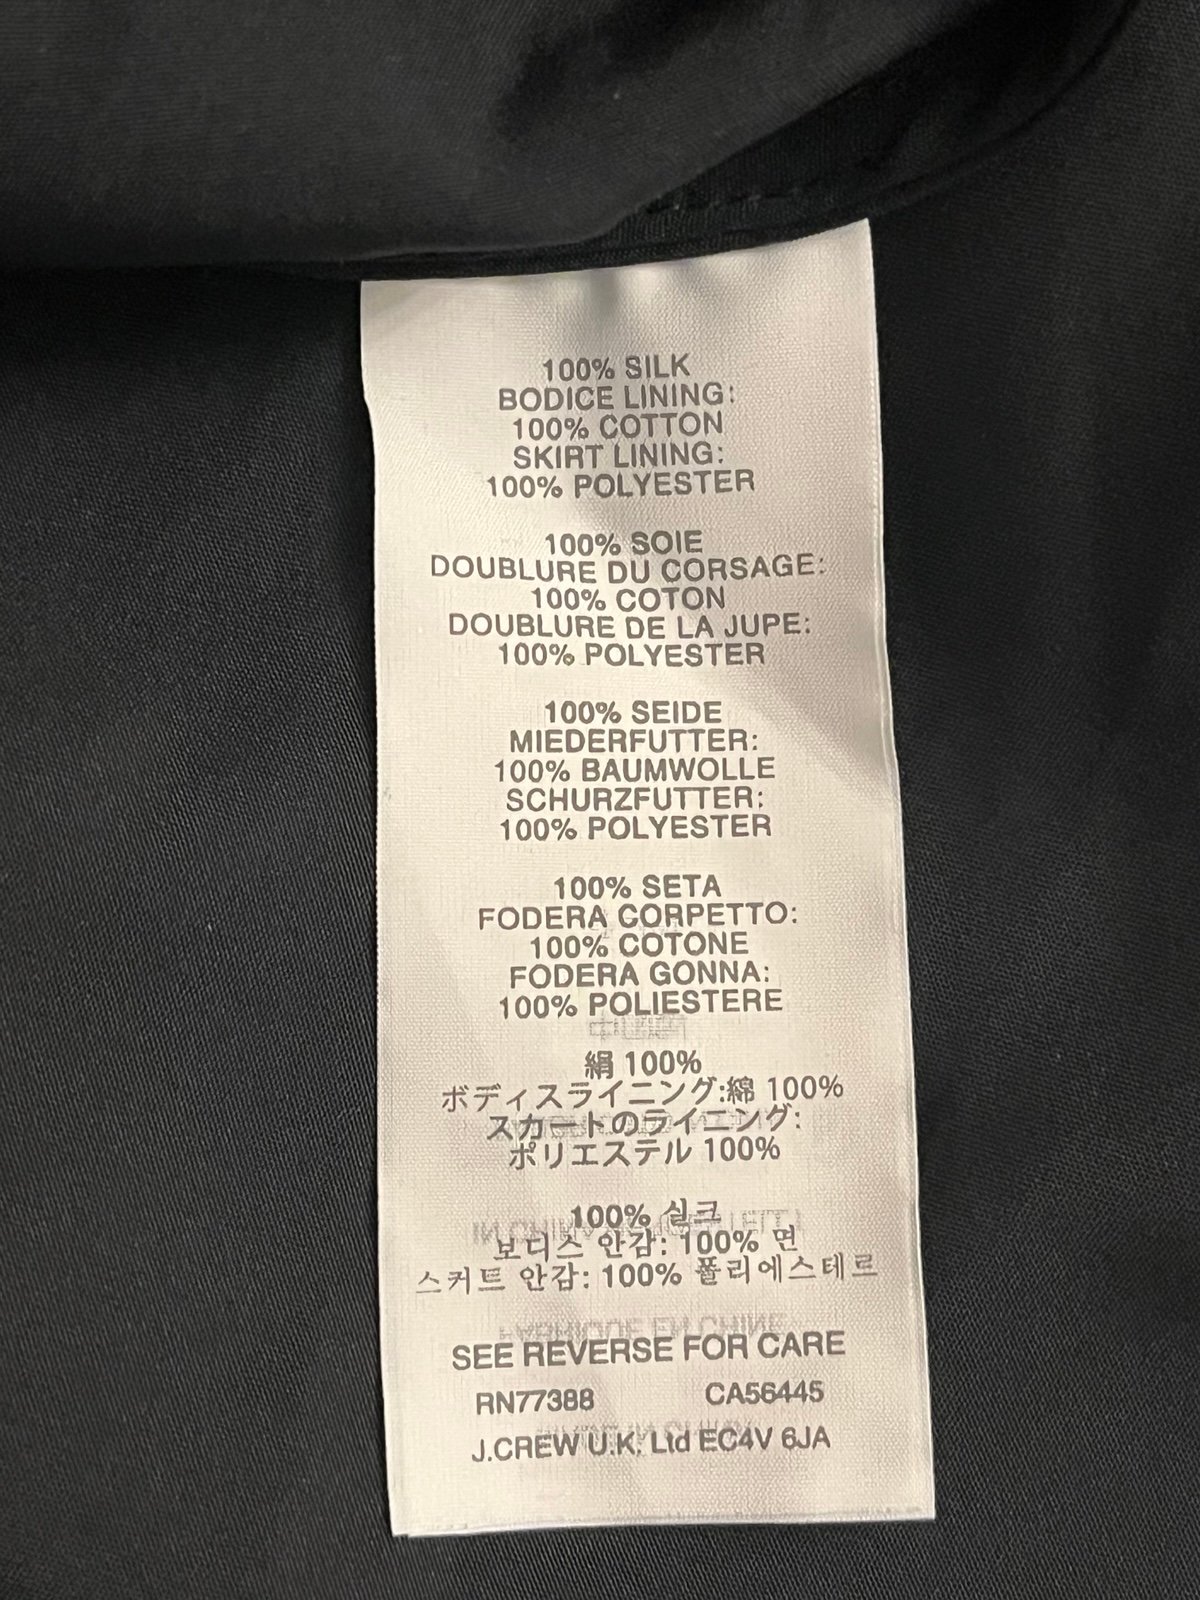 100% SILK
BODICE LINING:
100% COTTON
SKIRT LINING:
100% POLYESTER
100% SOIE
DOUBLURE DU CORSAGE:
100% COTON
DOUBLURE DE LA JUPE:
100% POLYESTER
100% SEIDE
MIEDERFUTTER:
100% BAUMWOLLE
SCHURZFUTTER:
100% POLYESTER
100% SETA
FODERA CORPETTO:
100% COTONE
FODERA GONNA:
100% POLIESTERE
絹 100%
ボディスライニング:綿 100%
スカートのライニング:
ポリエステル 100%
100% 실크
보디스 안감: 100% 면
스커트 안감: 100% 폴리에스테르
SEE REVERSE FOR CARE
RN77388 CA56445
J.CREW U.K. Ltd EC4V 6JA